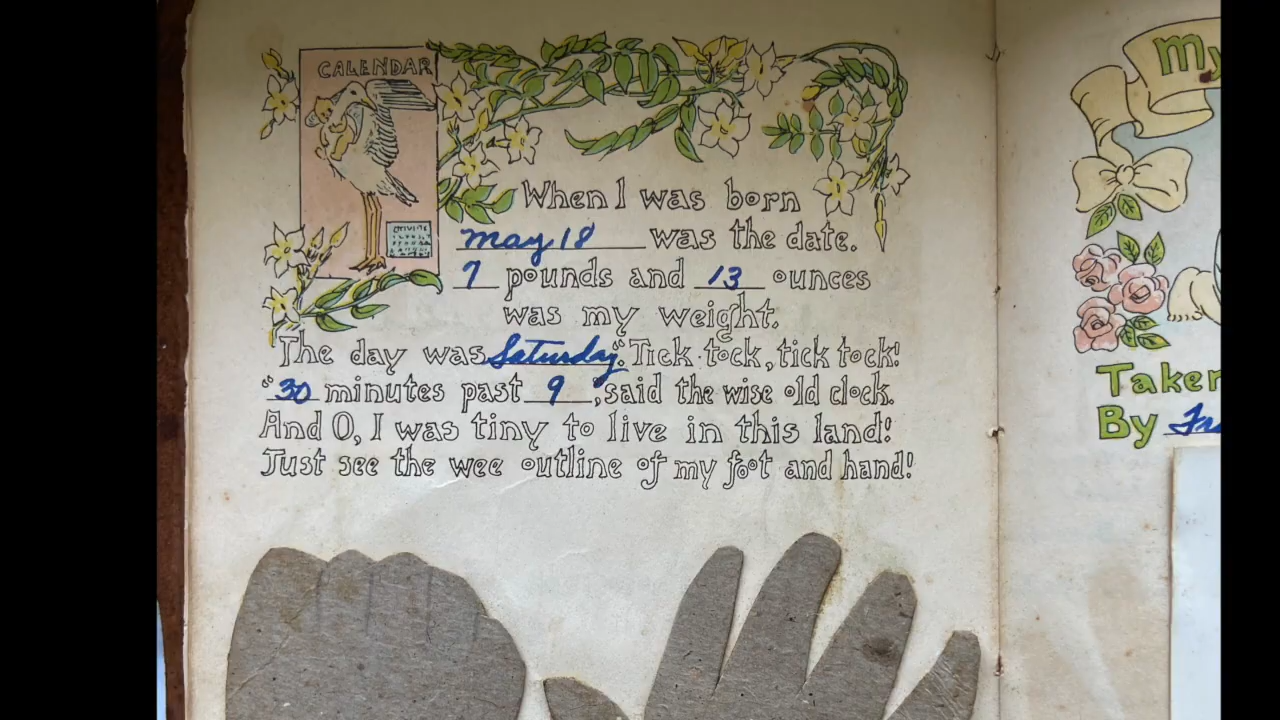 CALENDAR
When I was born
May 18 was the date.
7 pounds and 13 ounces
was my weight.
The day was Saturday. "Tick tock, tick tock!
"30 minutes past 9", said the wise old clock.
And O, I was tiny to live in this land!
Just see the wee outline of my foot and hand!
My
Taken
By